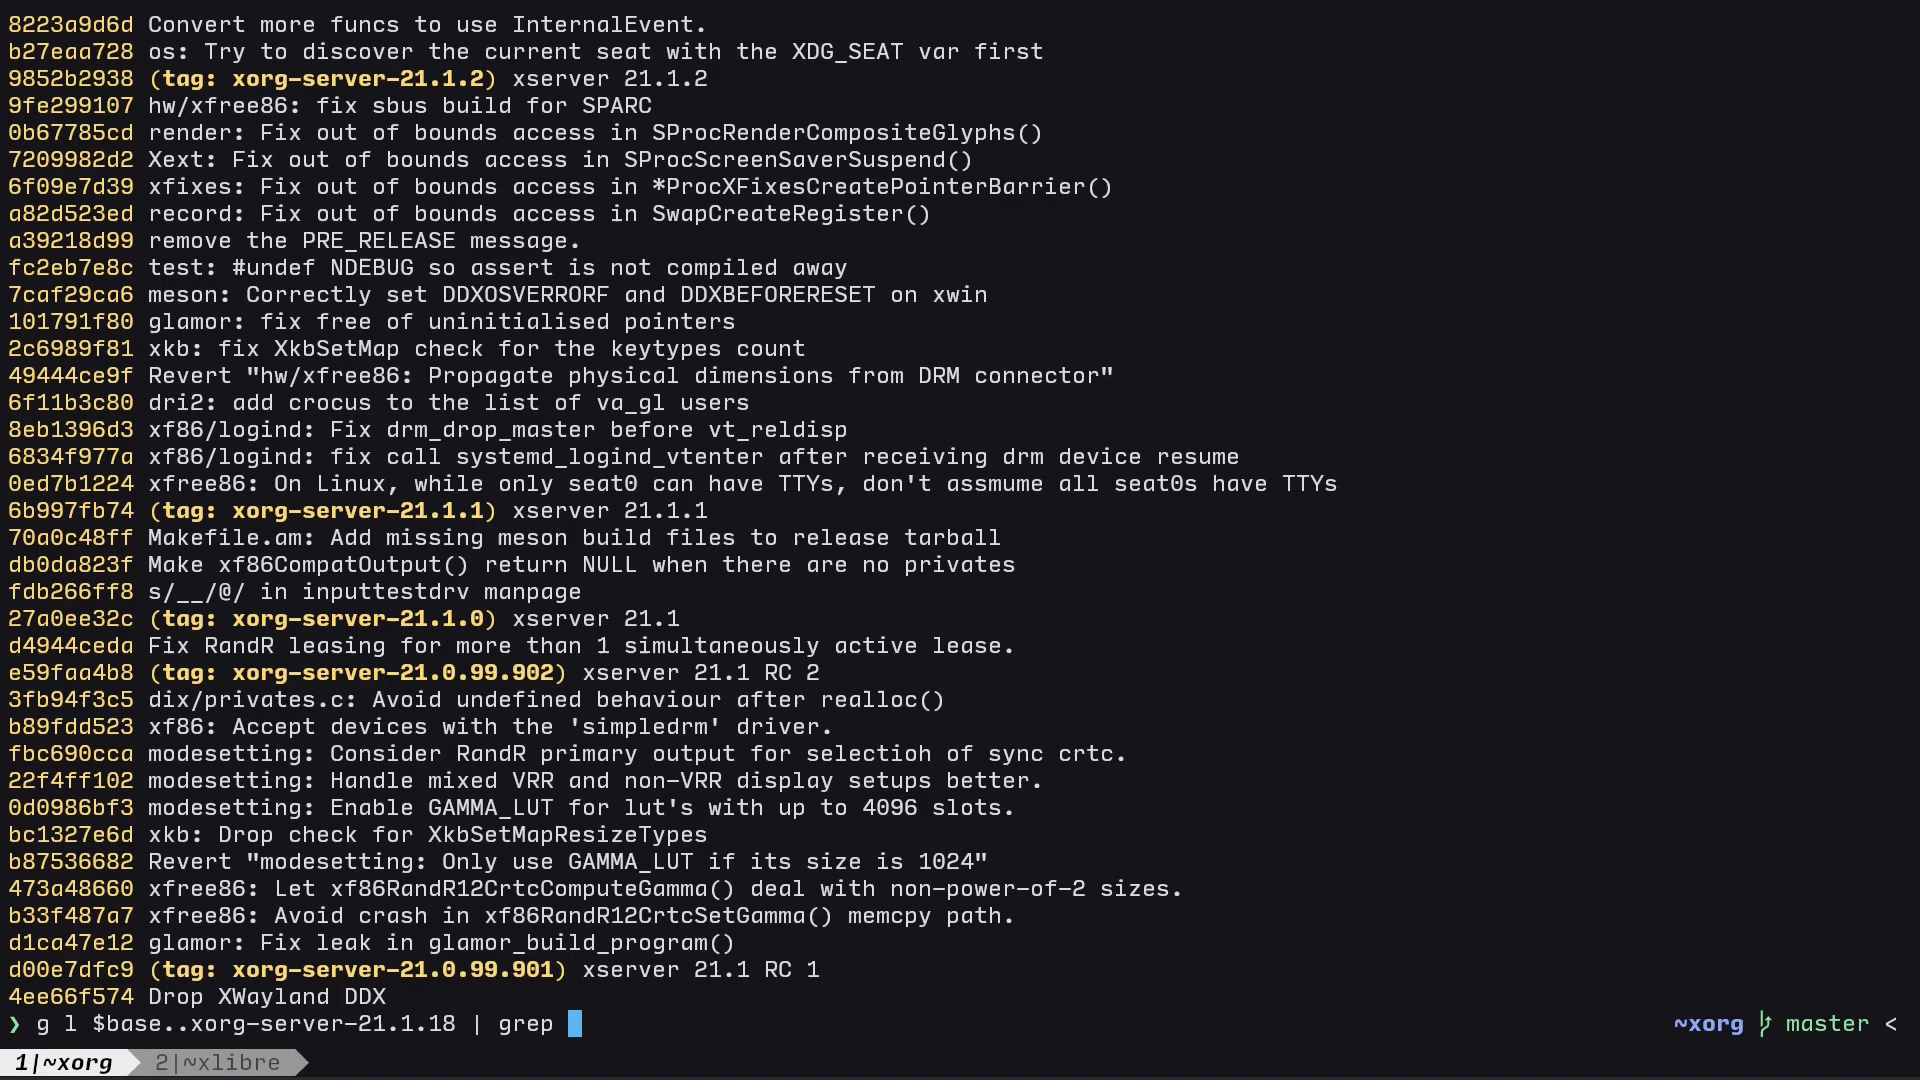 8223a9d6d Convert more funcs to use InternalEvent.
b27eaa728 os: Try to discover the current seat with the XDG_SEAT var first
9852b2938 (tag: xorg-server-21.1.2) xserver 21.1.2
9fe299107 hw/xfree86: fix sbus build for SPARC
0b67785cd render: Fix out of bounds access in SProcRenderCompositeGlyphs()
7209982d2 Xext: Fix out of bounds access in SProcScreenSaverSuspend()
6f09e7d39 xfixes: Fix out of bounds access in *ProcXFixesCreatePointerBarrier()
a82d523ed record: Fix out of bounds access in SwapCreateRegister()
a39218d99 remove the PRE_RELEASE message.
fc2eb7e8c test: #undef NDEBUG so assert is not compiled away
7caf29ca6 meson: Correctly set DDXOSVERRORF and DDXBEFORERESET on xwin
101791f80 glamor: fix free of uninitialised pointers
2c6989f81 xkb: fix XkbSetMap check for the keytypes count
49444ce9f Revert "hw/xfree86: Propagate physical dimensions from DRM connector"
6f11b3c80 dri2: add crocus to the list of va_gl users
8eb1396d3 xf86/logind: Fix drm_drop_master before vt_reldisp
6834f977a xf86/logind: fix call systemd_logind_vtenter after receiving drm device resume
0ed7b1224 xfree86: On Linux, while only seat0 can have TTYs, don't assmume all seat0s have TTYs
6b997fb74 (tag: xorg-server-21.1.1) xserver 21.1.1
70a0c48ff Makefile.am: Add missing meson build files to release tarball
db0da823f Make xf86CompatOutput() return NULL when there are no privates
fdb266ff8 s/__/@/ in inputtestdrv manpage
27a0ee32c (tag: xorg-server-21.1.0) xserver 21.1
d4944ceda Fix RandR leasing for more than 1 simultaneously active lease.
e59faa4b8 (tag: xorg-server-21.0.99.902) xserver 21.1 RC 2
3fb94f3c5 dix/privates.c: Avoid undefined behaviour after realloc()
b89fdd523 xf86: Accept devices with the 'simpledrm' driver.
fbc690cca modesetting: Consider RandR primary output for selectioh of sync crtc.
22f4ff102 modesetting: Handle mixed VRR and non-VRR display setups better.
0d0986bf3 modesetting: Enable GAMMA_LUT for lut's with up to 4096 slots.
bc1327e6d xkb: Drop check for XkbSetMapResizeTypes
b87536682 Revert "modesetting: Only use GAMMA_LUT if its size is 1024"
473a48660 xfree86: Let xf86RandR12CrtcComputeGamma() deal with non-power-of-2 sizes.
b33f487a7 xfree86: Avoid crash in xf86RandR12CrtcSetGamma() memcpy path.
d1ca47e12 glamor: Fix leak in glamor_build_program()
d00e7dfc9 (tag: xorg-server-21.0.99.901) xserver 21.1 RC 1
4ee66f574 Drop XWayland DDX
❯ g l $base..xorg-server-21.1.18 | grep ~xorg master <
1|~xorg 2|~xlibre